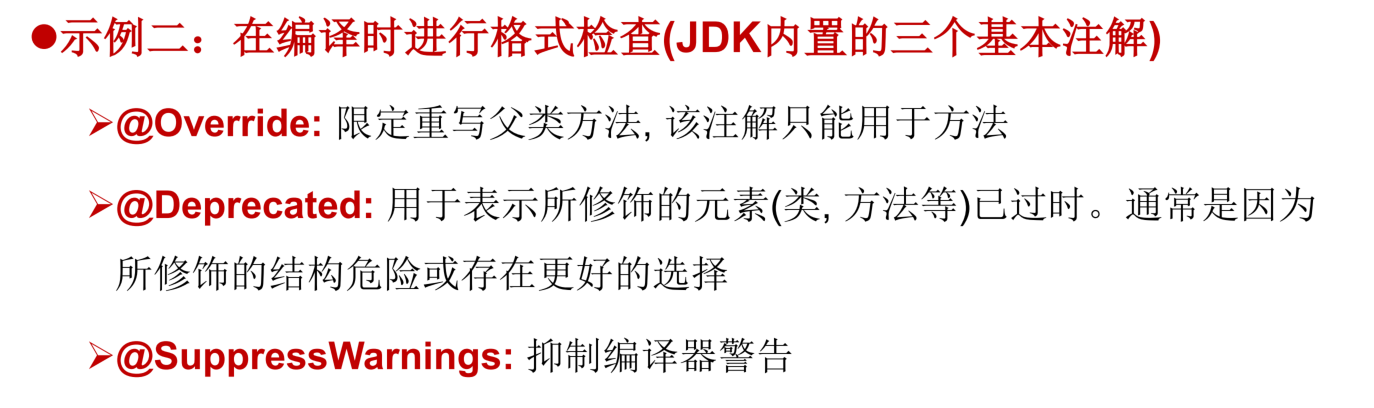 ●示例二：在编译时进行格式检查(JDK内置的三个基本注解)
➢@Override: 限定重写父类方法, 该注解只能用于方法
➢@Deprecated: 用于表示所修饰的元素(类, 方法等)已过时。通常是因为
所修饰的结构危险或存在更好的选择
➢@SuppressWarnings: 抑制编译器警告